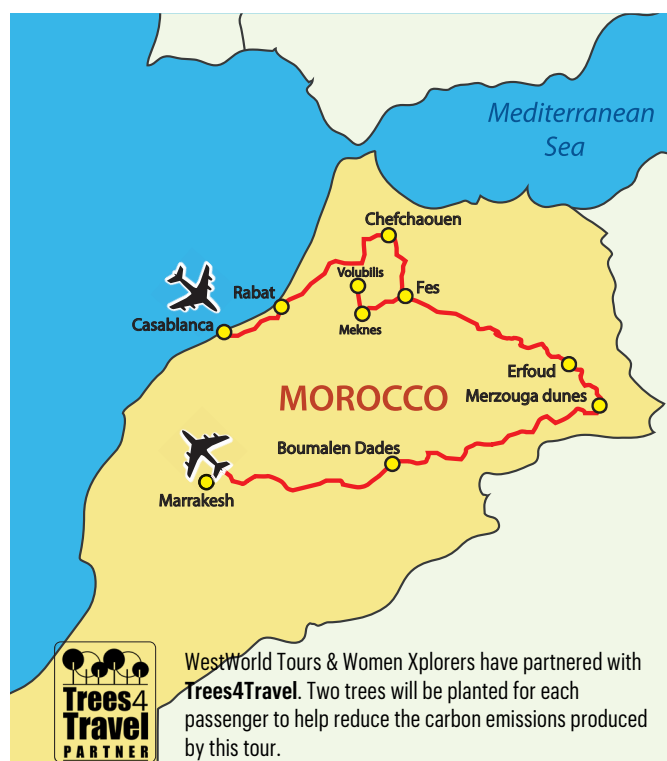 Mediterranean
Sea
Chefchaouen
Volubilis
Rabat
Fes
Casablanca
Meknes
Erfoud
MOROCCO
Merzouga dunes
Boumalen Dades
Marrakesh
Trees4
Travel
PARTNER
WestWorld Tours & Women Xplorers have partnered with
Trees4Travel. Two trees will be planted for each
passenger to help reduce the carbon emissions produced
by this tour.